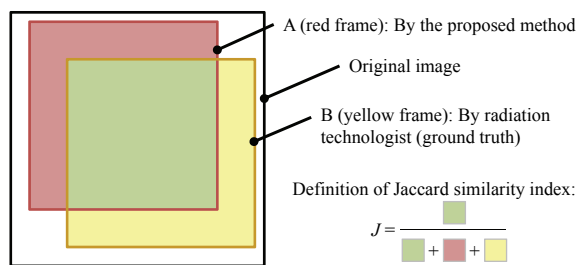 A (red frame): By the proposed method
Original image
B (yellow frame): By radiation
technologist (ground truth)
Definition of Jaccard similarity index:
J =
+ +